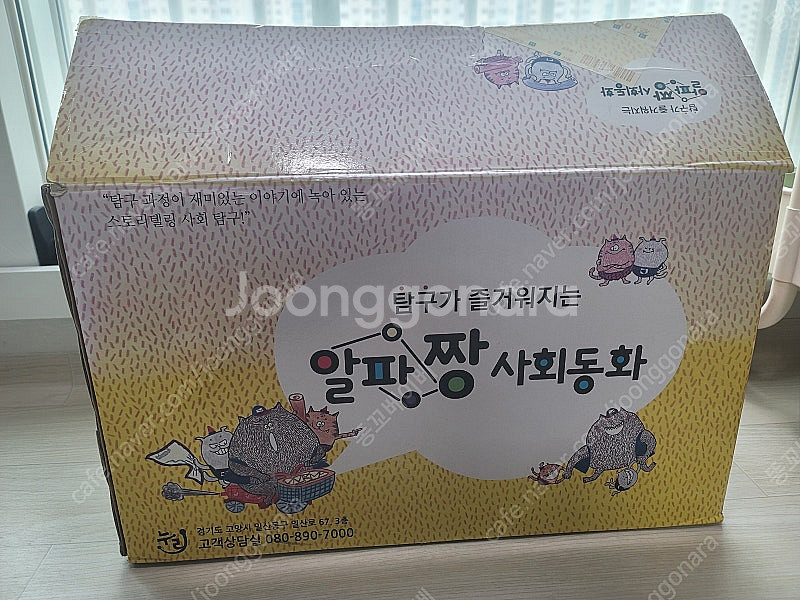 탐구가 즐거워지는
알파짱 사회동화
"탐구 과정이 재미있는 이야기에 녹아 있는
스토리텔링 사회 탐구!"
Joonggonara
탐구가 즐거워지는
알파짱 사회동화
누리
경기도 고양시 일산동구 일산로 67, 3층
고객상담실 080-890-7000